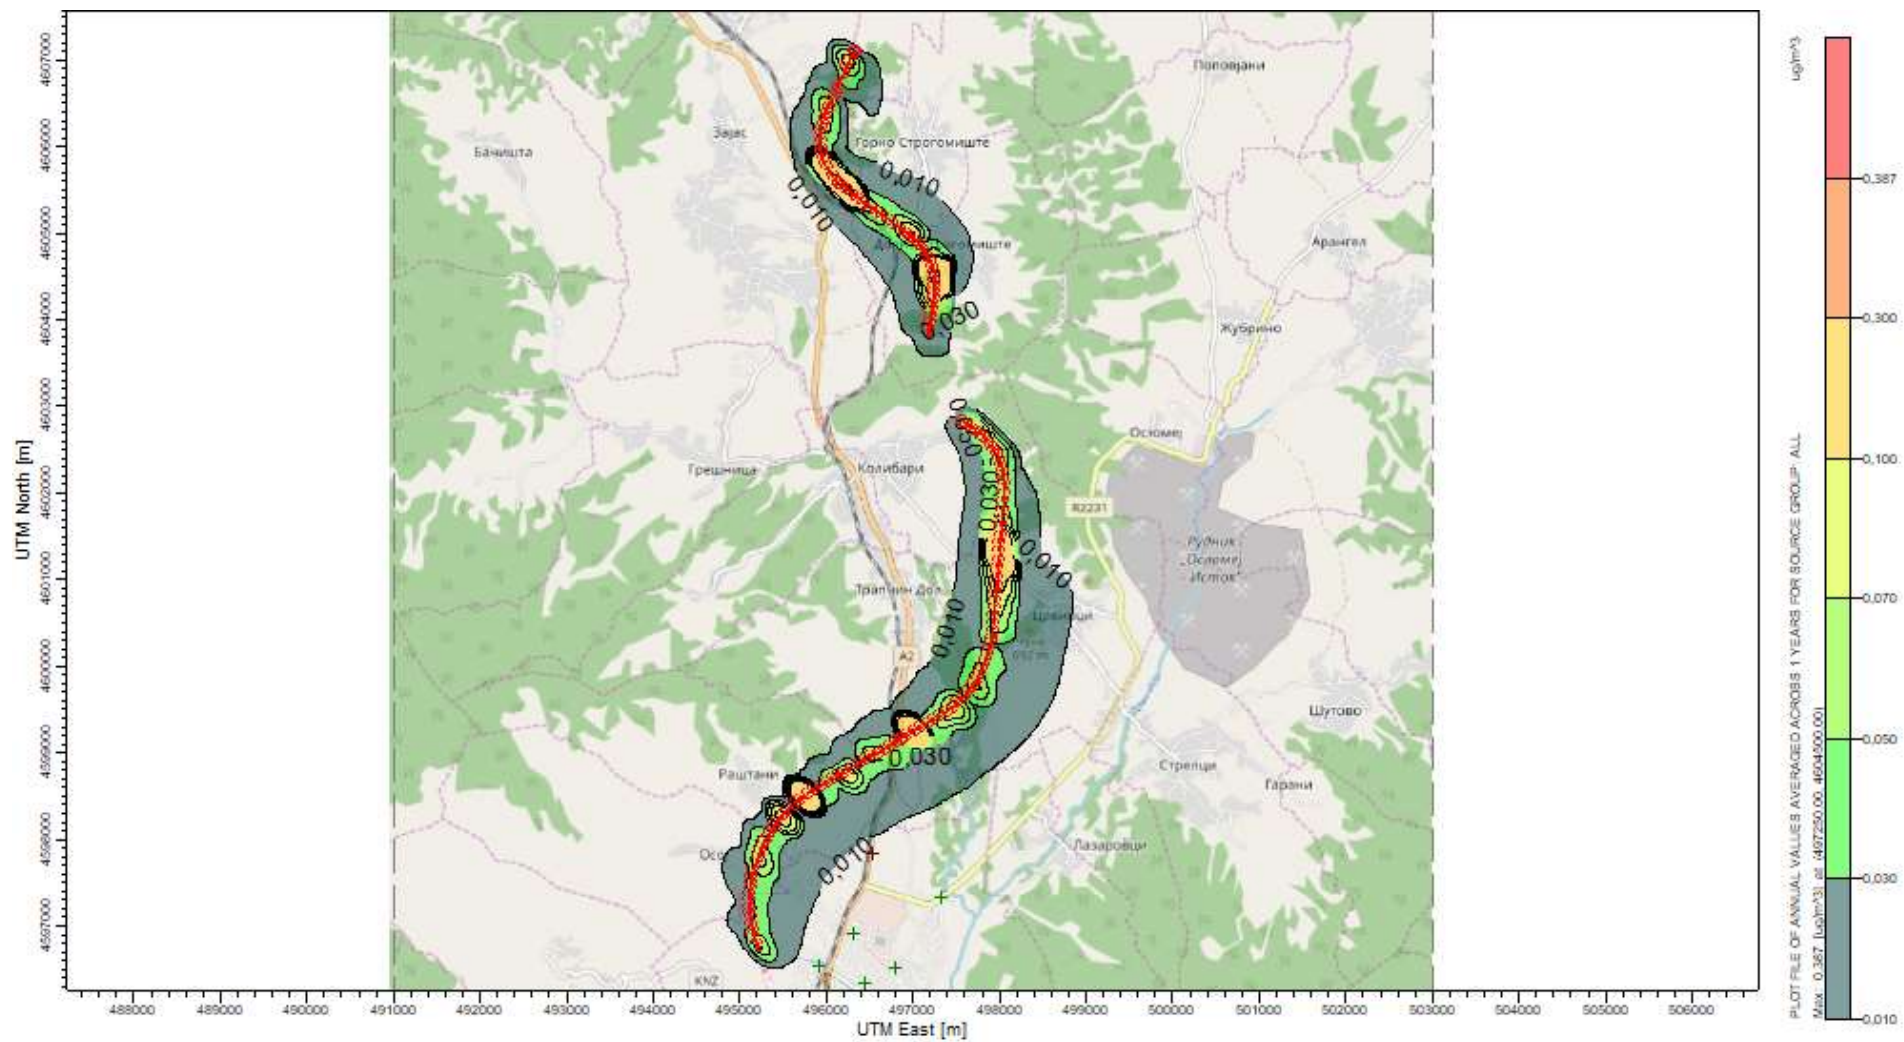 4607000
4606000
4605000
4604000
4603000
4602000
4601000
4600000
4599000
4598000
4597000
UTM North [m]
488000
489000
490000
491000
492000
493000
494000
495000
496000
497000
498000
499000
500000
501000
502000
503000
504000
505000
506000
UTM East [m]
Поповјани
Зајас
Бачишта
Горно Строгомиште
0,010
0,010
Арангел
0,030
Жубрино
Осломеј
Грешница
Колибари
0,030
R2231
Рудник
„Осломеј
Исток“
0,010
Трапчин Дол
0,010
Црвивци
A2
Шутово
0,030
Раштани
Стрелци
Гарани
0,010
Лазаровци
KNZ
ug/m^3
0,387
0,300
0,100
0,070
0,050
0,030
0,010
PLOT FILE OF ANNUAL VALUES AVERAGED ACROSS 1 YEARS FOR SOURCE GROUP: ALL
Max: 0,387 [ug/m^3] at (497250,00, 4604500,00)